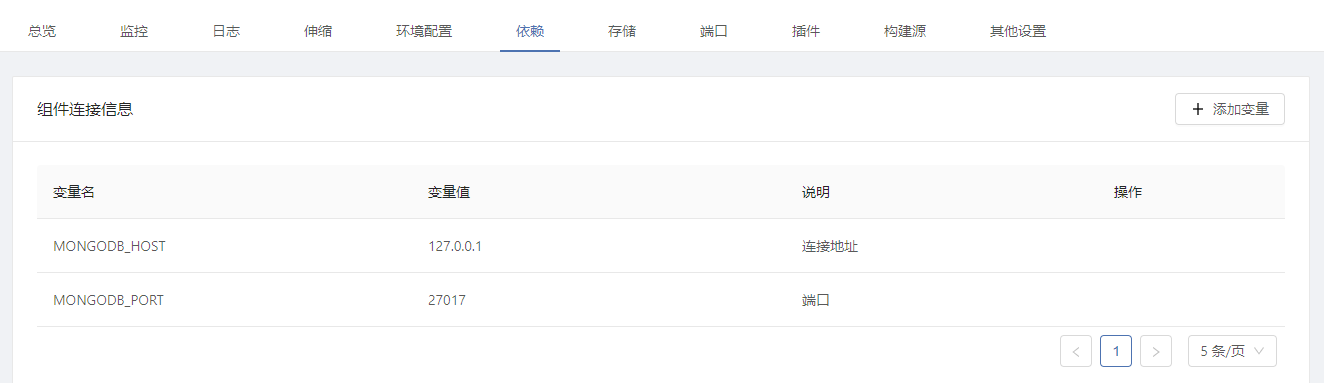 总览 监控 日志 伸缩 环境配置 依赖 存储 端口 插件 构建源 其他设置
组件连接信息 添加变量
变量名 变量值 说明 操作
MONGODB_HOST 127.0.0.1 连接地址
MONGODB_PORT 27017 端口
1 5 条/页